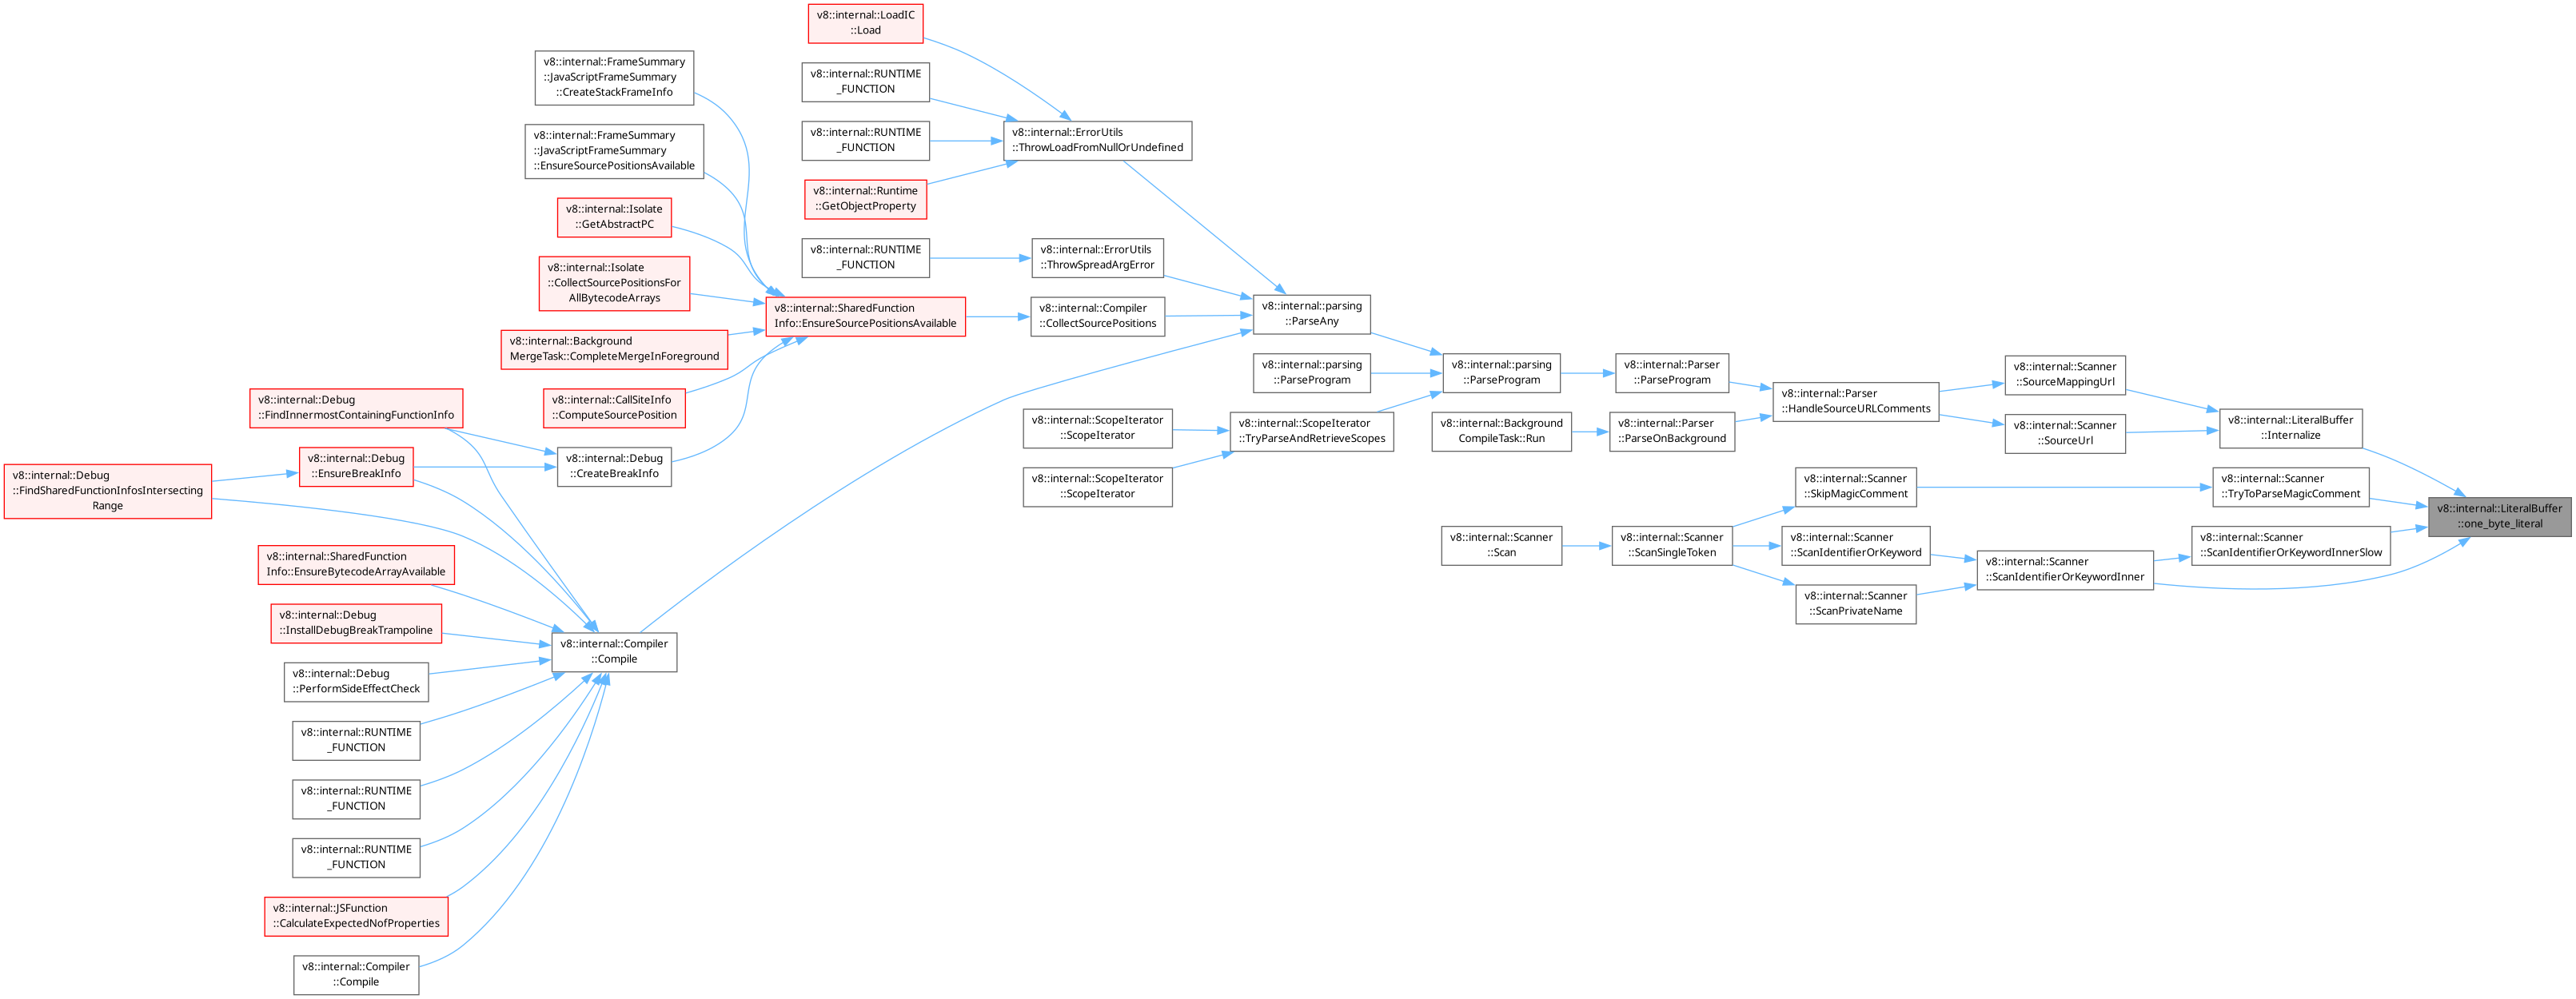 v8::internal::LoadIC
::Load
v8::internal::FrameSummary
::JavaScriptFrameSummary
::CreateStackFrameInfo
v8::internal::RUNTIME
_FUNCTION
v8::internal::RUNTIME
_FUNCTION
v8::internal::ErrorUtils
::ThrowLoadFromNullOrUndefined
v8::internal::FrameSummary
::JavaScriptFrameSummary
::EnsureSourcePositionsAvailable
v8::internal::Runtime
::GetObjectProperty
v8::internal::Isolate
::GetAbstractPC
v8::internal::RUNTIME
_FUNCTION
v8::internal::ErrorUtils
::ThrowSpreadArgError
v8::internal::Isolate
::CollectSourcePositionsFor
AllBytecodeArrays
v8::internal::SharedFunction
Info::EnsureSourcePositionsAvailable
v8::internal::Compiler
::CollectSourcePositions
v8::internal::parsing
::ParseAny
v8::internal::Background
MergeTask::CompleteMergeInForeground
v8::internal::parsing
::ParseProgram
v8::internal::parsing
::ParseProgram
v8::internal::Parser
::ParseProgram
v8::internal::Scanner
::SourceMappingUrl
v8::internal::Parser
::HandleSourceURLComments
v8::internal::Debug
::FindInnermostContainingFunctionInfo
v8::internal::CallSiteInfo
::ComputeSourcePosition
v8::internal::ScopeIterator
::ScopeIterator
v8::internal::ScopeIterator
::TryParseAndRetrieveScopes
v8::internal::Background
CompileTask::Run
v8::internal::Parser
::ParseOnBackground
v8::internal::Scanner
::SourceUrl
v8::internal::LiteralBuffer
::Internalize
v8::internal::Debug
::EnsureBreakInfo
v8::internal::Debug
::CreateBreakInfo
v8::internal::Debug
::FindSharedFunctionInfosIntersecting
Range
v8::internal::ScopeIterator
::ScopeIterator
v8::internal::Scanner
::SkipMagicComment
v8::internal::Scanner
::TryToParseMagicComment
v8::internal::LiteralBuffer
::one_byte_literal
v8::internal::Scanner
::Scan
v8::internal::Scanner
::ScanSingleToken
v8::internal::Scanner
::ScanIdentifierOrKeyword
v8::internal::Scanner
::ScanIdentifierOrKeywordInnerSlow
v8::internal::Scanner
::ScanIdentifierOrKeywordInner
v8::internal::SharedFunction
Info::EnsureBytecodeArrayAvailable
v8::internal::Scanner
::ScanPrivateName
v8::internal::Debug
::InstallDebugBreakTrampoline
v8::internal::Compiler
::Compile
v8::internal::Debug
::PerformSideEffectCheck
v8::internal::RUNTIME
_FUNCTION
v8::internal::RUNTIME
_FUNCTION
v8::internal::RUNTIME
_FUNCTION
v8::internal::JSFunction
::CalculateExpectedNofProperties
v8::internal::Compiler
::Compile